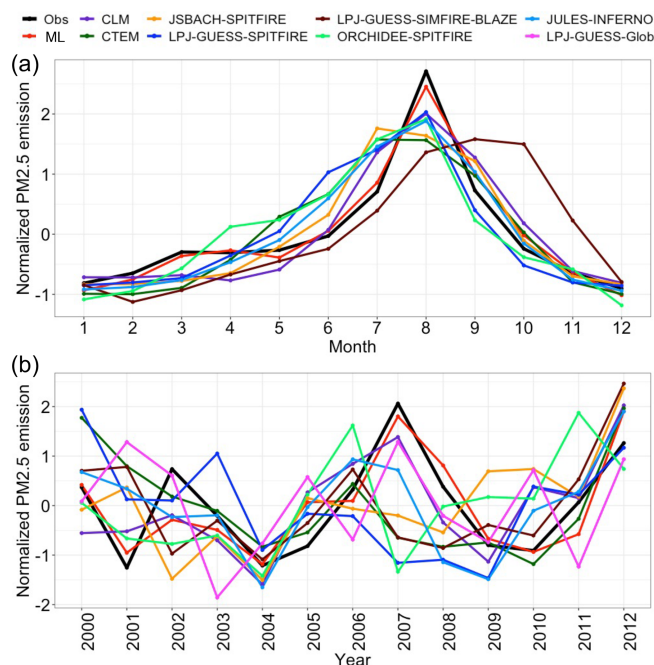 Obs CLM JSBACH-SPITFIRE LPJ-GUESS-SIMFIRE-BLAZE JULES-INFERNO
ML CTEM LPJ-GUESS-SPITFIRE ORCHIDEE-SPITFIRE LPJ-GUESS-Glob
(a)
Normalized PM2.5 emission
2
1
0
-1
1 2 3 4 5 6 7 8 9 10 11 12
Month
(b)
Normalized PM2.5 emission
2
1
0
-1
-2
2000 2001 2002 2003 2004 2005 2006 2007 2008 2009 2010 2011 2012
Year